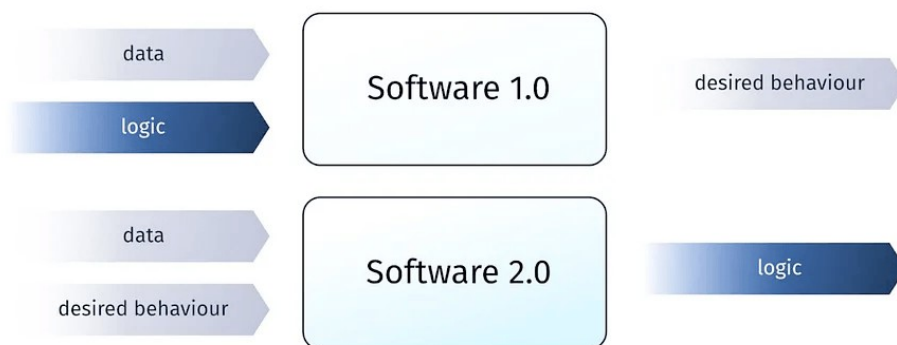 data
logic
Software 1.0
desired behaviour
data
desired behaviour
Software 2.0
logic